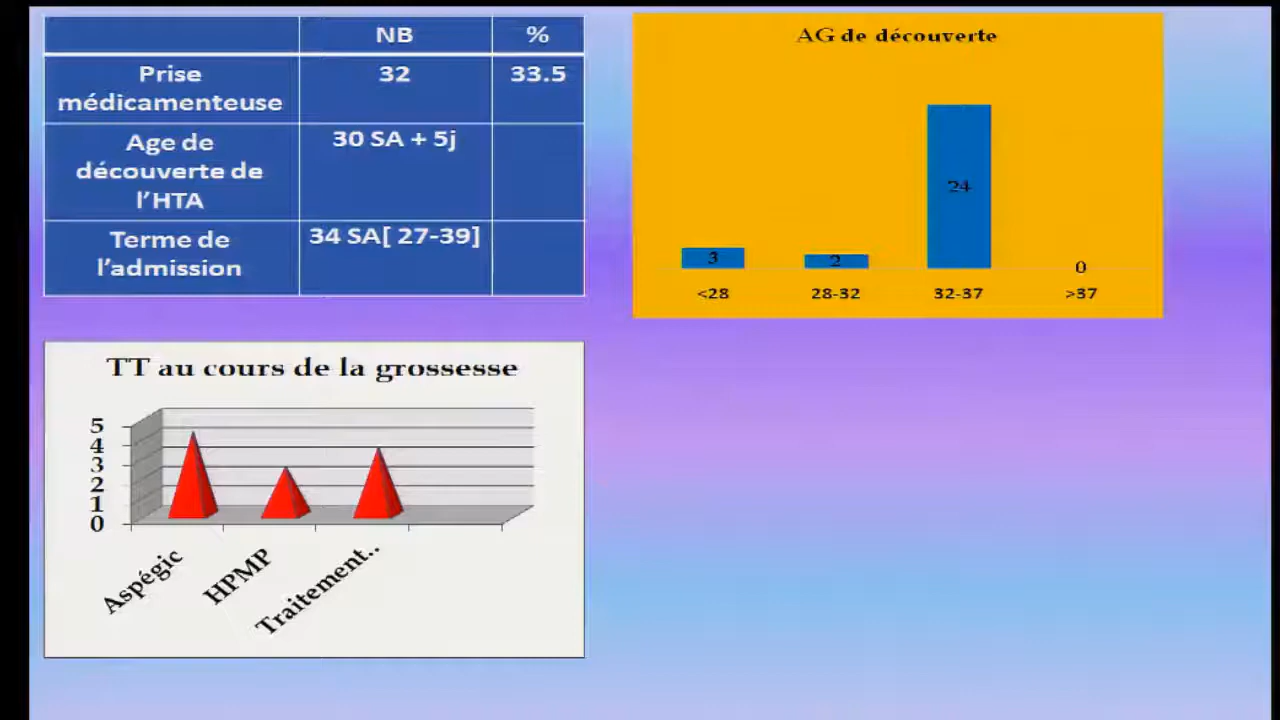 NB %
Prise médicamenteuse 32 33.5
Age de découverte de l'HTA 30 SA + 5j
Terme de l'admission 34 SA[ 27-39]
AG de découverte
3 2 24 0
<28 28-32 32-37 >37
TT au cours de la grossesse
5
4
3
2
1
0
Aspégic HPMP Traitement..